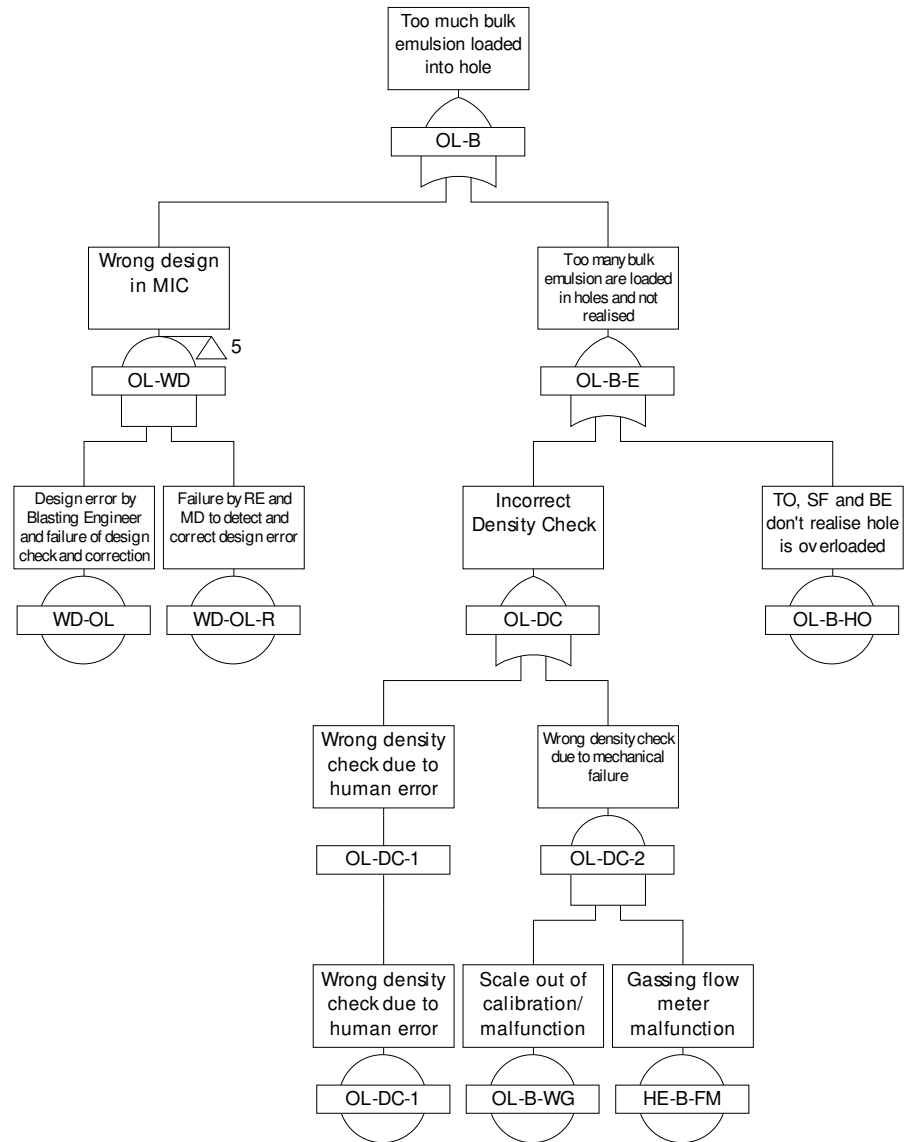 Too much bulk
emulsion loaded
into hole
OL-B
Wrong design
in MIC
5
OL-WD
Too many bulk
emulsion are loaded
in holes and not
realised
OL-B-E
Design error by
Blasting Engineer
and failure of design
check and correction
WD-OL
Failure by RE and
MD to detect and
correct design error
WD-OL-R
Incorrect
Density Check
OL-DC
TO, SF and BE
don't realise hole
is overloaded
OL-B-HO
Wrong density
check due to
human error
OL-DC-1
Wrong density check
due to mechanical
failure
OL-DC-2
Wrong density
check due to
human error
OL-DC-1
Scale out of
calibration/
malfunction
OL-B-WG
Gassing flow
meter
malfunction
HE-B-FM